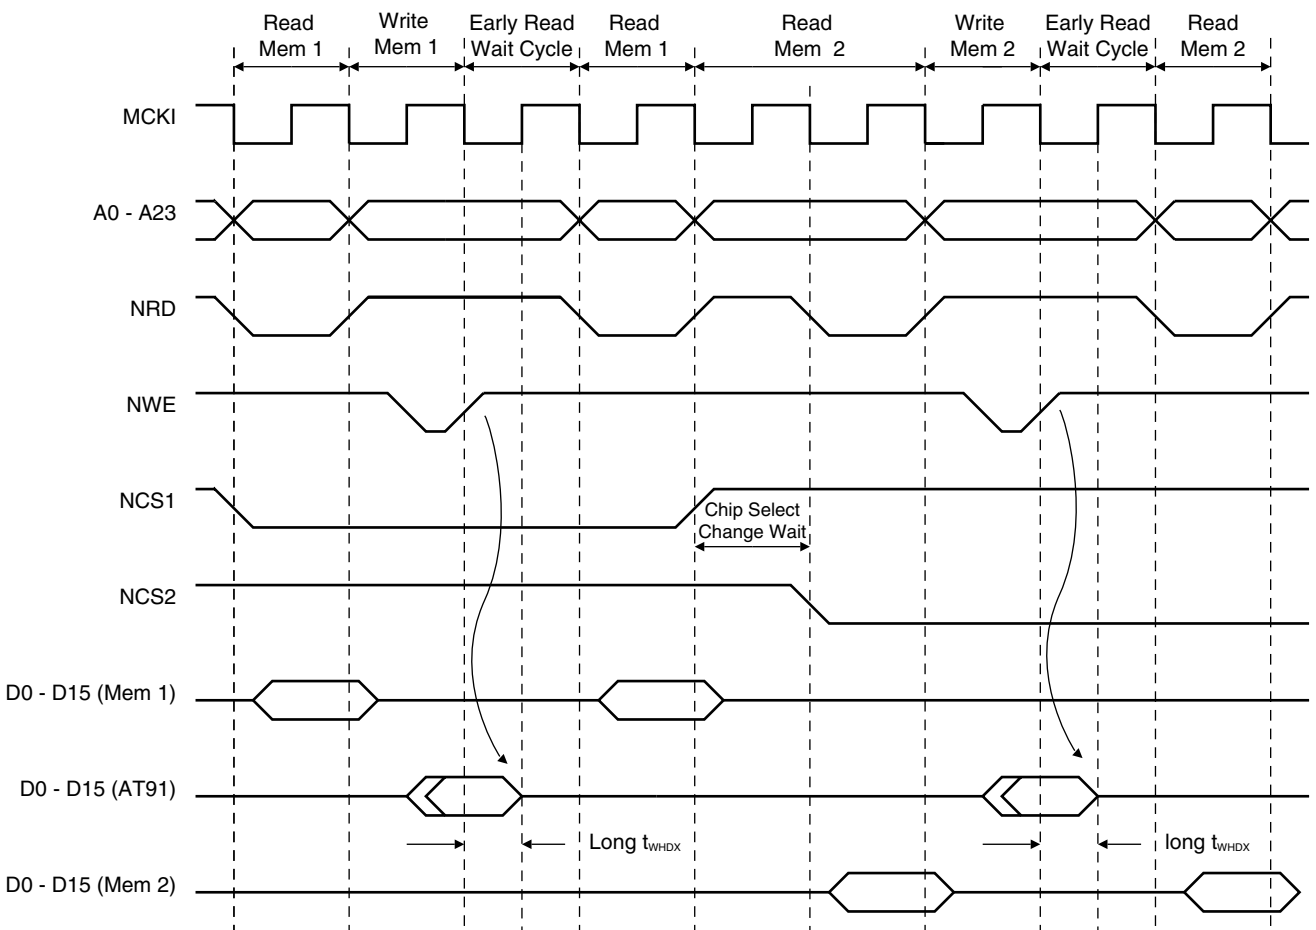 Read
Mem 1
Write
Mem 1
Early Read
Wait Cycle
Read
Mem 1
Read
Mem 2
Write
Mem 2
Early Read
Wait Cycle
Read
Mem 2
MCKI
A0 - A23
NRD
NWE
NCS1
Chip Select
Change Wait
NCS2
D0 - D15 (Mem 1)
D0 - D15 (AT91)
Long tWHDX
long tWHDX
D0 - D15 (Mem 2)